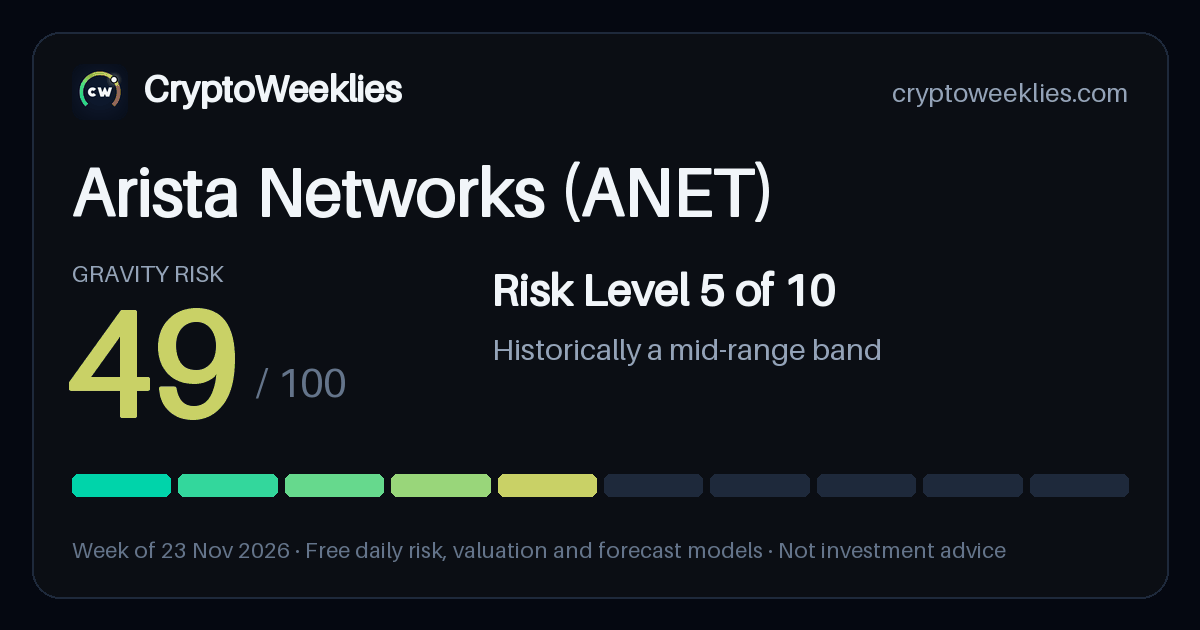 CW
CryptoWeeklies
cryptoweeklies.com
Arista Networks (ANET)
GRAVITY RISK
49 / 100
Risk Level 5 of 10
Historically a mid-range band
Week of 23 Nov 2026 · Free daily risk, valuation and forecast models · Not investment advice